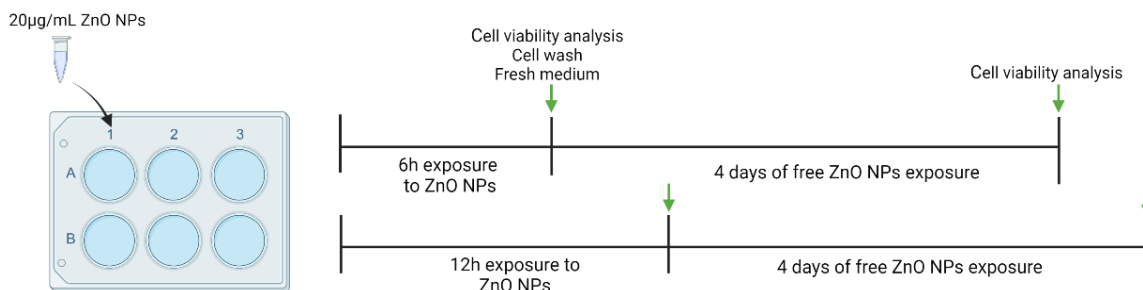 20µg/mL ZnO NPs
Cell viability analysis
Cell wash
Fresh medium
Cell viability analysis
1 2 3
A
B
6h exposure
to ZnO NPs
4 days of free ZnO NPs exposure
12h exposure to
ZnO NPs
4 days of free ZnO NPs exposure